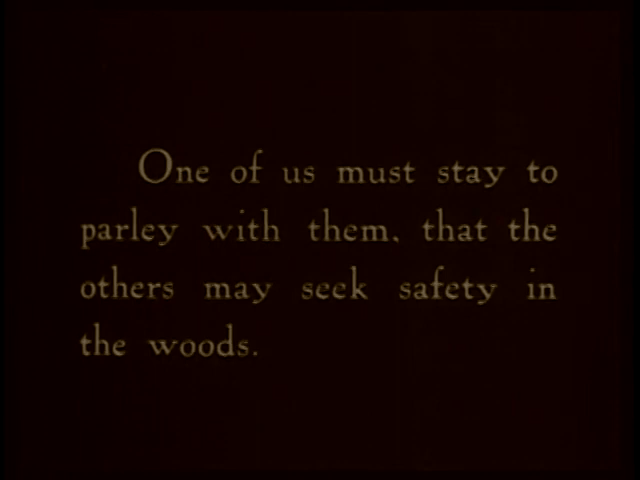 One of us must stay to
parley with them, that the
others may seek safety in
the woods.